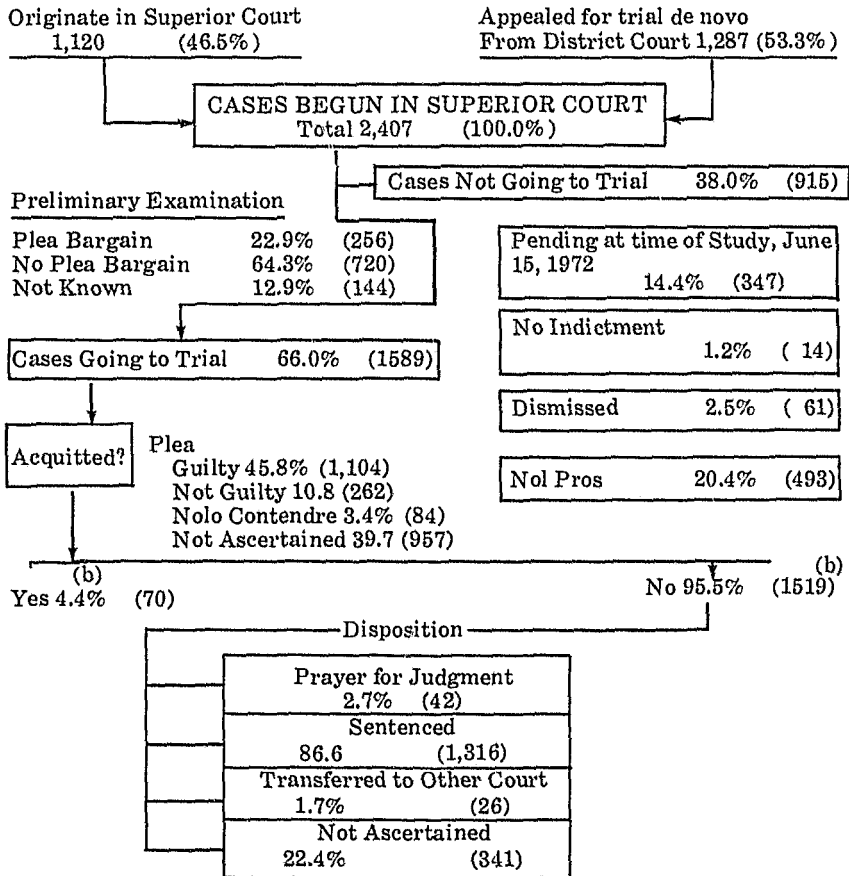 Originate in Superior Court
1,120 (46.5%)
Appealed for trial de novo
From District Court 1,287 (53.3%)
CASES BEGUN IN SUPERIOR COURT
Total 2,407 (100.0%)
Cases Not Going to Trial 38.0% (915)
Preliminary Examination
Plea Bargain 22.9% (256)
No Plea Bargain 64.3% (720)
Not Known 12.9% (144)
Pending at time of Study, June
15, 1972
14.4% (347)
No Indictment
1.2% ( 14)
Cases Going to Trial 66.0% (1589)
Dismissed 2.5% ( 61)
Acquitted?
Plea
Guilty 45.8% (1,104)
Not Guilty 10.8 (262)
Nolo Contendre 3.4% (84)
Not Ascertained 39.7 (957)
Nol Pros 20.4% (493)
(b)
Yes 4.4% (70)
(b)
No 95.5% (1519)
Disposition
Prayer for Judgment
2.7% (42)
Sentenced
86.6 (1,316)
Transferred to Other Court
1.7% (26)
Not Ascertained
22.4% (341)